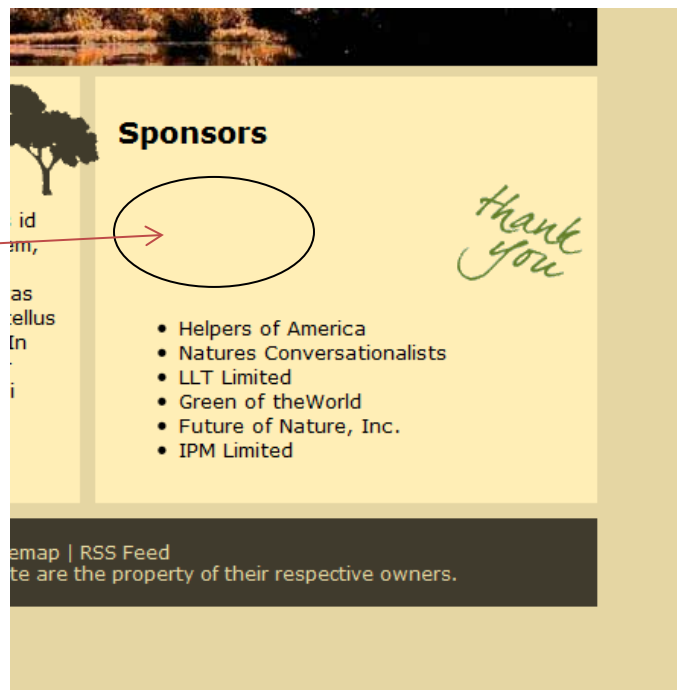 Sponsors
thank
you
id
em,
as
tellus
In
i
Helpers of America
Natures Conversationalists
LLT Limited
Green of theWorld
Future of Nature, Inc.
IPM Limited
emap | RSS Feed
te are the property of their respective owners.